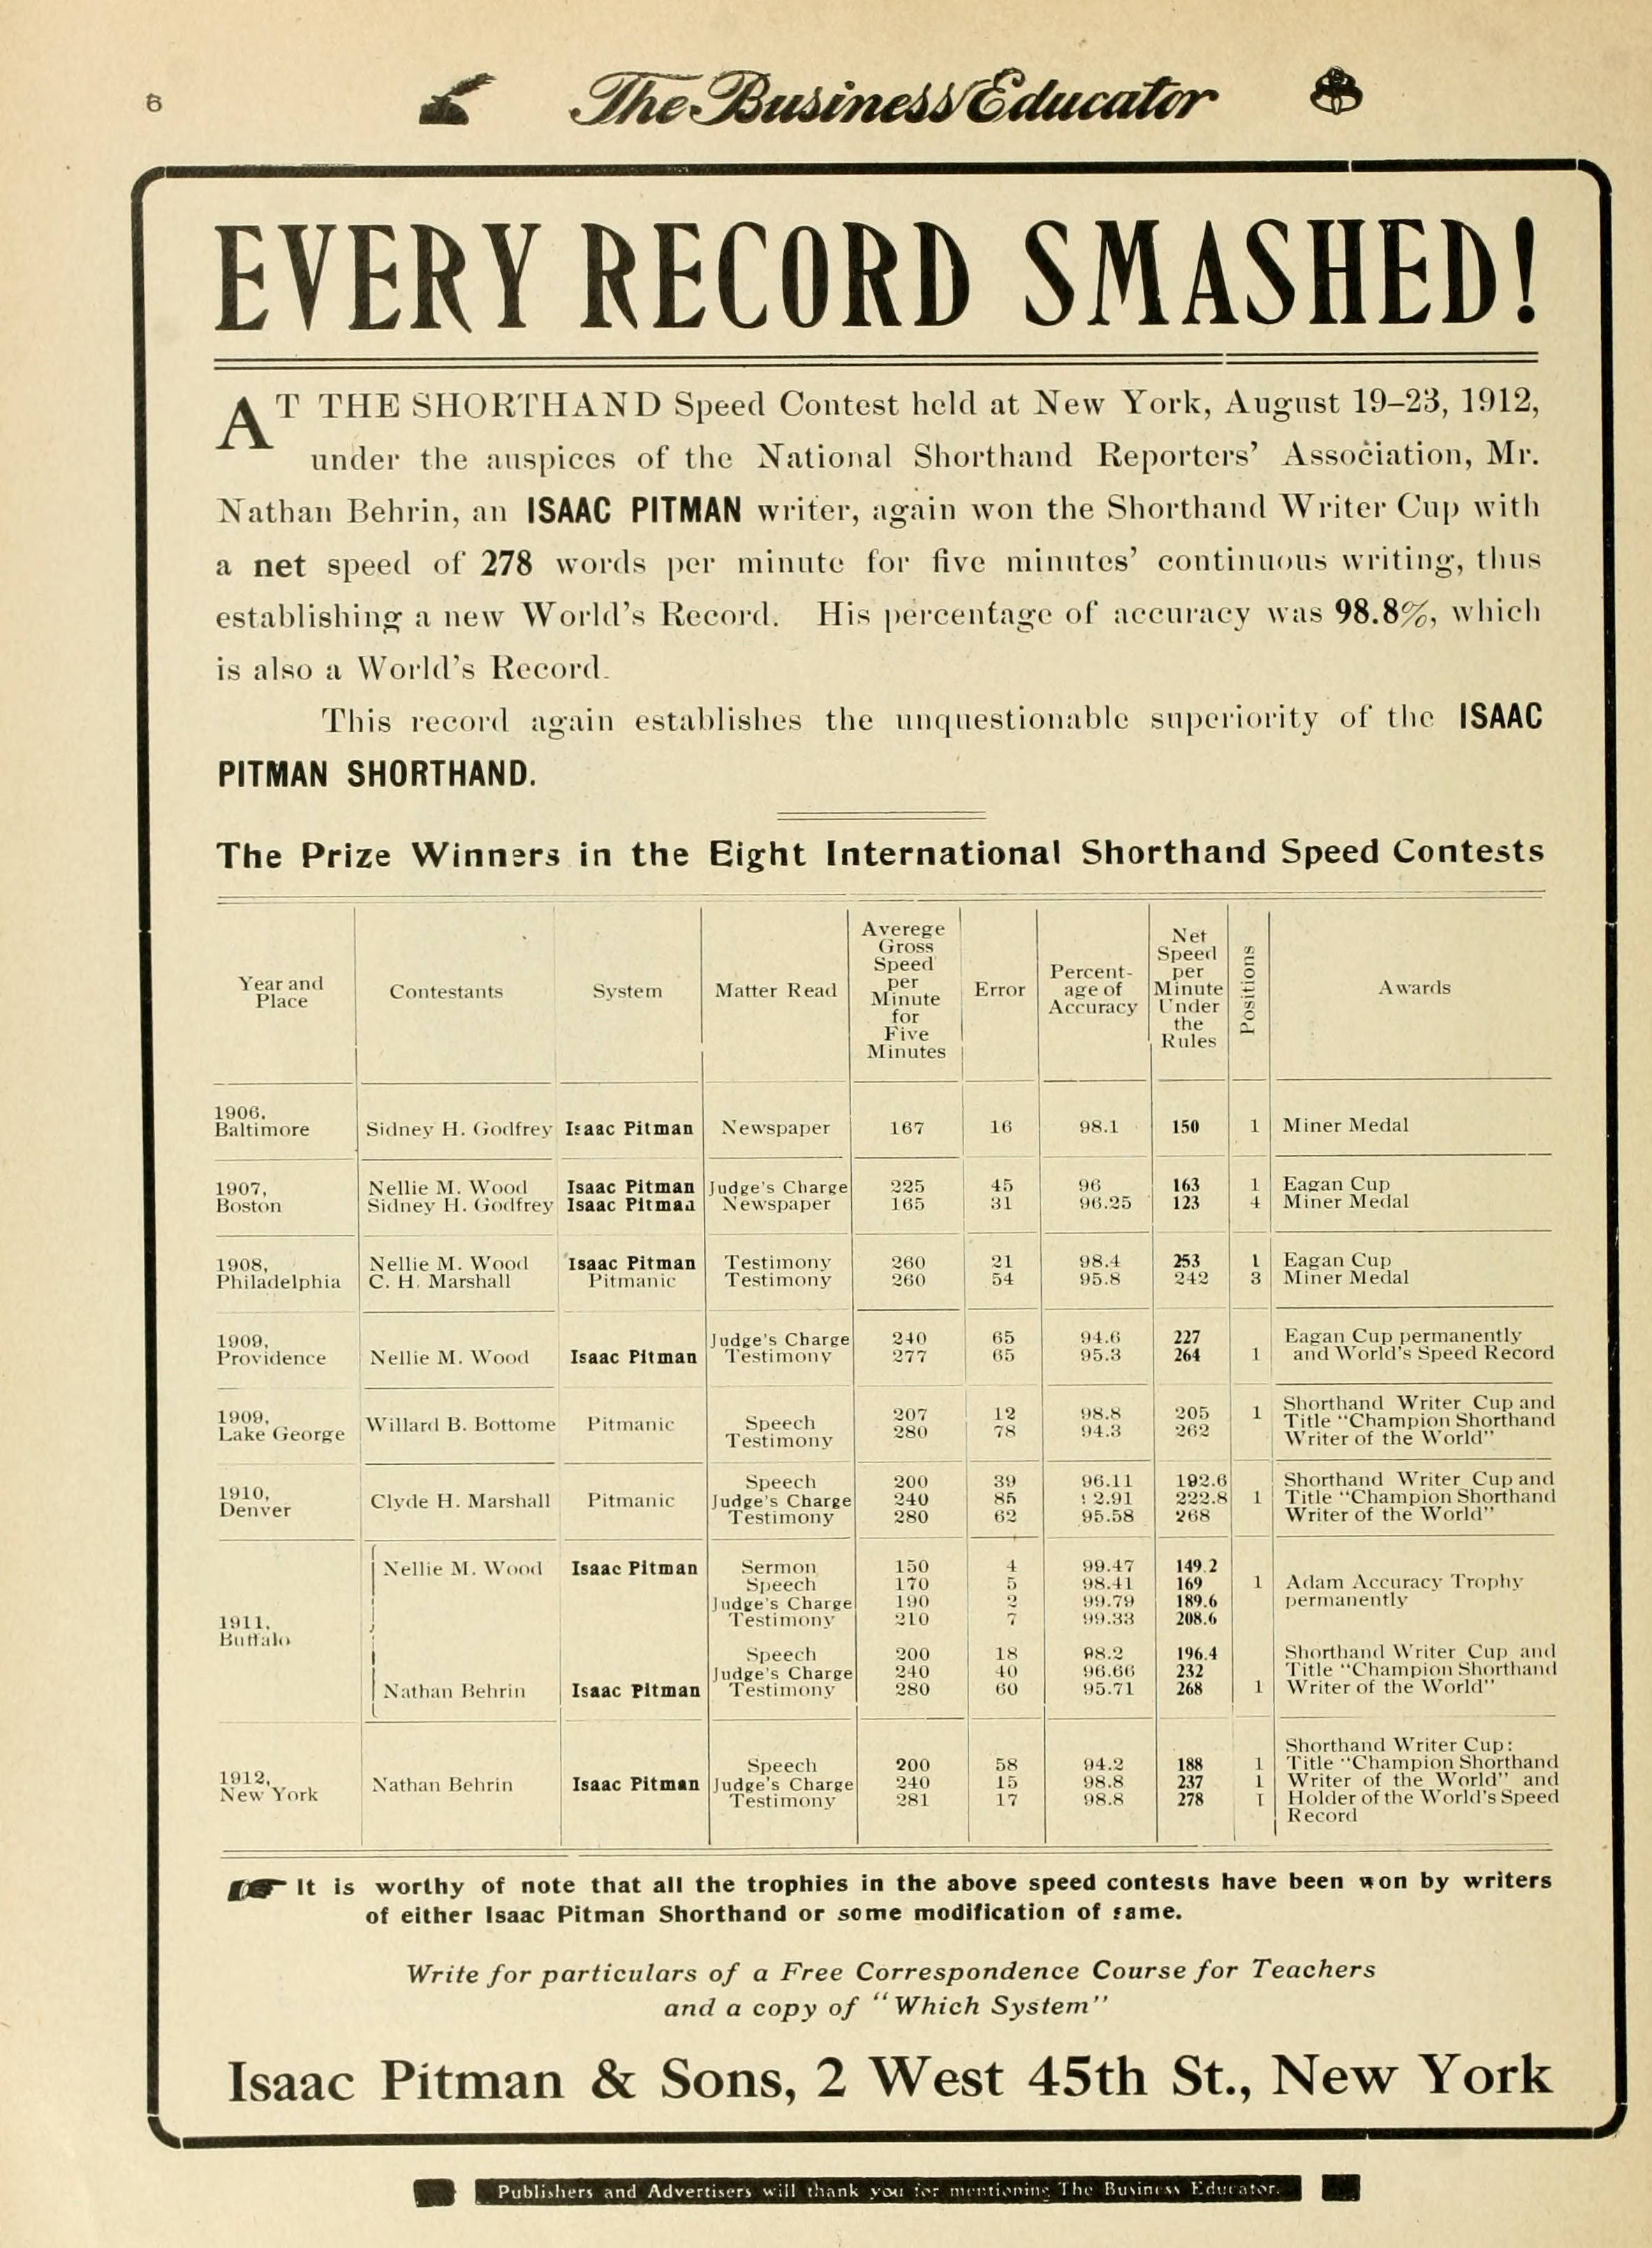 6
The Business Educator
EVERY RECORD SMASHED!
AT THE SHORTHAND Speed Contest held at New York, August 19–23, 1912,
under the auspices of the National Shorthand Reporters' Association, Mr.
Nathan Behrin, an ISAAC PITMAN writer, again won the Shorthand Writer Cup with
a net speed of 278 words per minute for five minutes' continuous writing, thus
establishing a new World's Record. His percentage of accuracy was 98.8%, which
is also a World's Record.
This record again establishes the unquestionable superiority of the ISAAC
PITMAN SHORTHAND.
The Prize Winners in the Eight International Shorthand Speed Contests
Year and Place | Contestants | System | Matter Read | Averege Gross Speed per Minute for Five Minutes | Error | Percent-age of Accuracy | Net Speed per Minute Under the Rules | Positions | Awards
1906,
Baltimore Sidney H. Godfrey Isaac Pitman Newspaper 167 16 98.1 150 1 Miner Medal
1907, Nellie M. Wood Isaac Pitman Judge's Charge 225 45 96 163 1 Eagan Cup
Boston Sidney H. Godfrey Isaac Pitman Newspaper 165 31 96.25 123 4 Miner Medal
1908, Nellie M. Wood Isaac Pitman Testimony 260 21 98.4 253 1 Eagan Cup
Philadelphia C. H. Marshall Pitmanic Testimony 260 54 95.8 242 3 Miner Medal
1909, Judge's Charge 240 65 94.6 227 Eagan Cup permanently
Providence Nellie M. Wood Isaac Pitman Testimony 277 65 95.3 264 1 and World's Speed Record
Shorthand Writer Cup and
1909, Willard B. Bottome Pitmanic Speech 207 12 98.8 205 1 Title "Champion Shorthand
Lake George Testimony 280 78 94.3 262 Writer of the World"
Speech 200 39 96.11 192.6 Shorthand Writer Cup and
1910, Clyde H. Marshall Pitmanic Judge's Charge 240 85 2.91 222.8 1 Title "Champion Shorthand
Denver Testimony 280 62 95.58 268 Writer of the World"
Nellie M. Wood Isaac Pitman Sermon 150 4 99.47 149.2
Speech 170 5 98.41 169 1 Adam Accuracy Trophy
Judge's Charge 190 2 99.79 189.6 permanently
1911, Testimony 210 7 99.33 208.6
Buffalo
Speech 200 18 98.2 196.4 Shorthand Writer Cup and
Judge's Charge 240 40 96.66 232 Title "Champion Shorthand
Nathan Behrin Isaac Pitman Testimony 280 60 95.71 268 1 Writer of the World"
Shorthand Writer Cup:
Speech 200 58 94.2 188 1 Title "Champion Shorthand
1912, Nathan Behrin Isaac Pitman Judge's Charge 240 15 98.8 237 1 Writer of the World" and
New York Testimony 281 17 98.8 278 1 Holder of the World's Speed
Record
It is worthy of note that all the trophies in the above speed contests have been won by writers
of either Isaac Pitman Shorthand or some modification of same.
Write for particulars of a Free Correspondence Course for Teachers
and a copy of "Which System"
Isaac Pitman & Sons, 2 West 45th St., New York
Publishers and Advertisers will thank you for mentioning The Business Educator.